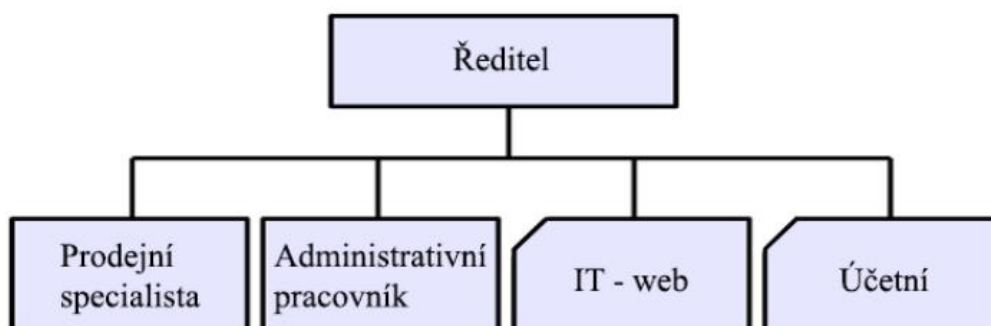 Ředitel
Prodejní
specialista
Administrativní
pracovník
IT - web
Účetní